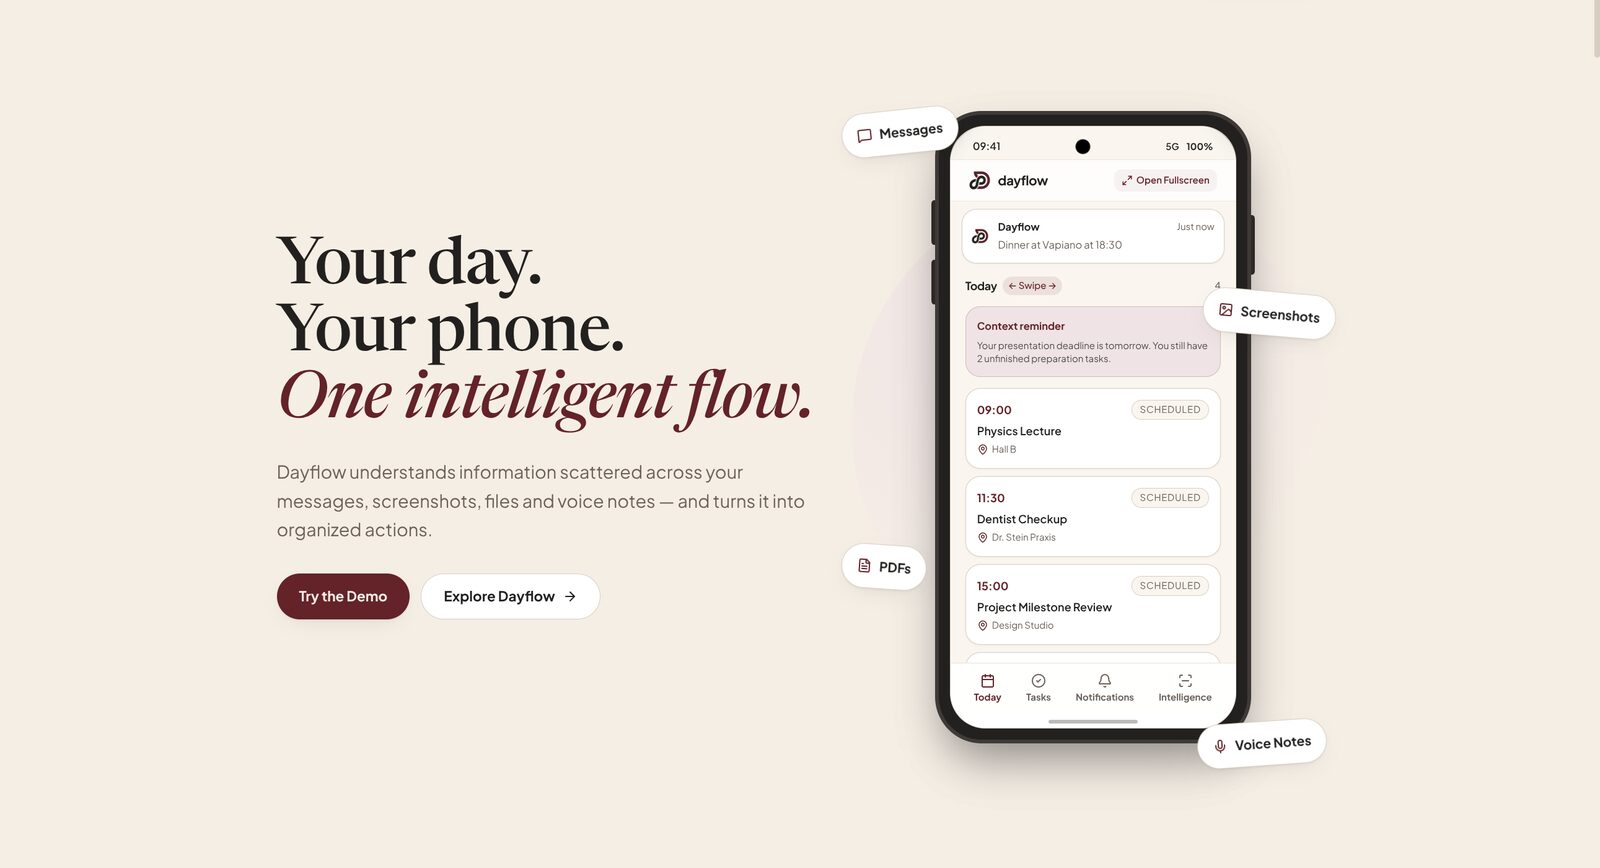 Your day.
Your phone.
One intelligent flow.
Dayflow understands information scattered across your
messages, screenshots, files and voice notes — and turns it into
organized actions.
Try the Demo
Explore Dayflow →
Messages
09:41
5G 100%
dayflow
Open Fullscreen
Dayflow
Just now
Dinner at Vapiano at 18:30
Today
← Swipe →
4
Screenshots
Context reminder
Your presentation deadline is tomorrow. You still have
2 unfinished preparation tasks.
09:00
SCHEDULED
Physics Lecture
Hall B
11:30
SCHEDULED
Dentist Checkup
Dr. Stein Praxis
PDFs
15:00
SCHEDULED
Project Milestone Review
Design Studio
Today
Tasks
Notifications
Intelligence
Voice Notes